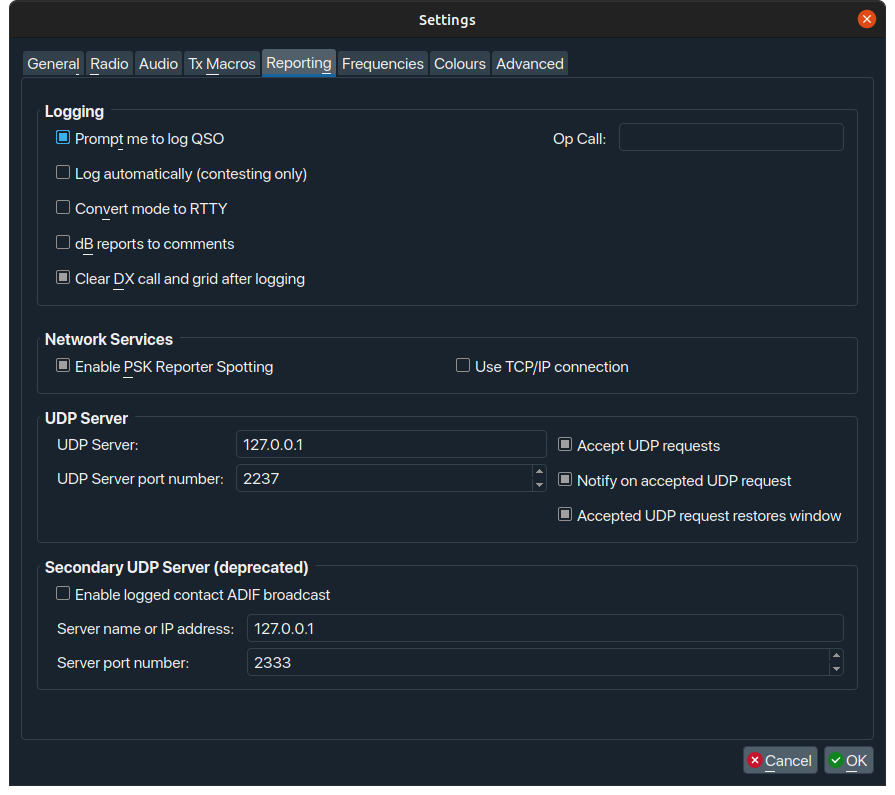 Settings
General Radio Audio Tx Macros Reporting Frequencies Colours Advanced
Logging
Prompt me to log QSO Op Call:
Log automatically (contesting only)
Convert mode to RTTY
dB reports to comments
Clear DX call and grid after logging
Network Services
Enable PSK Reporter Spotting Use TCP/IP connection
UDP Server
UDP Server: 127.0.0.1 Accept UDP requests
UDP Server port number: 2237 Notify on accepted UDP request
Accepted UDP request restores window
Secondary UDP Server (deprecated)
Enable logged contact ADIF broadcast
Server name or IP address: 127.0.0.1
Server port number: 2333
Cancel OK